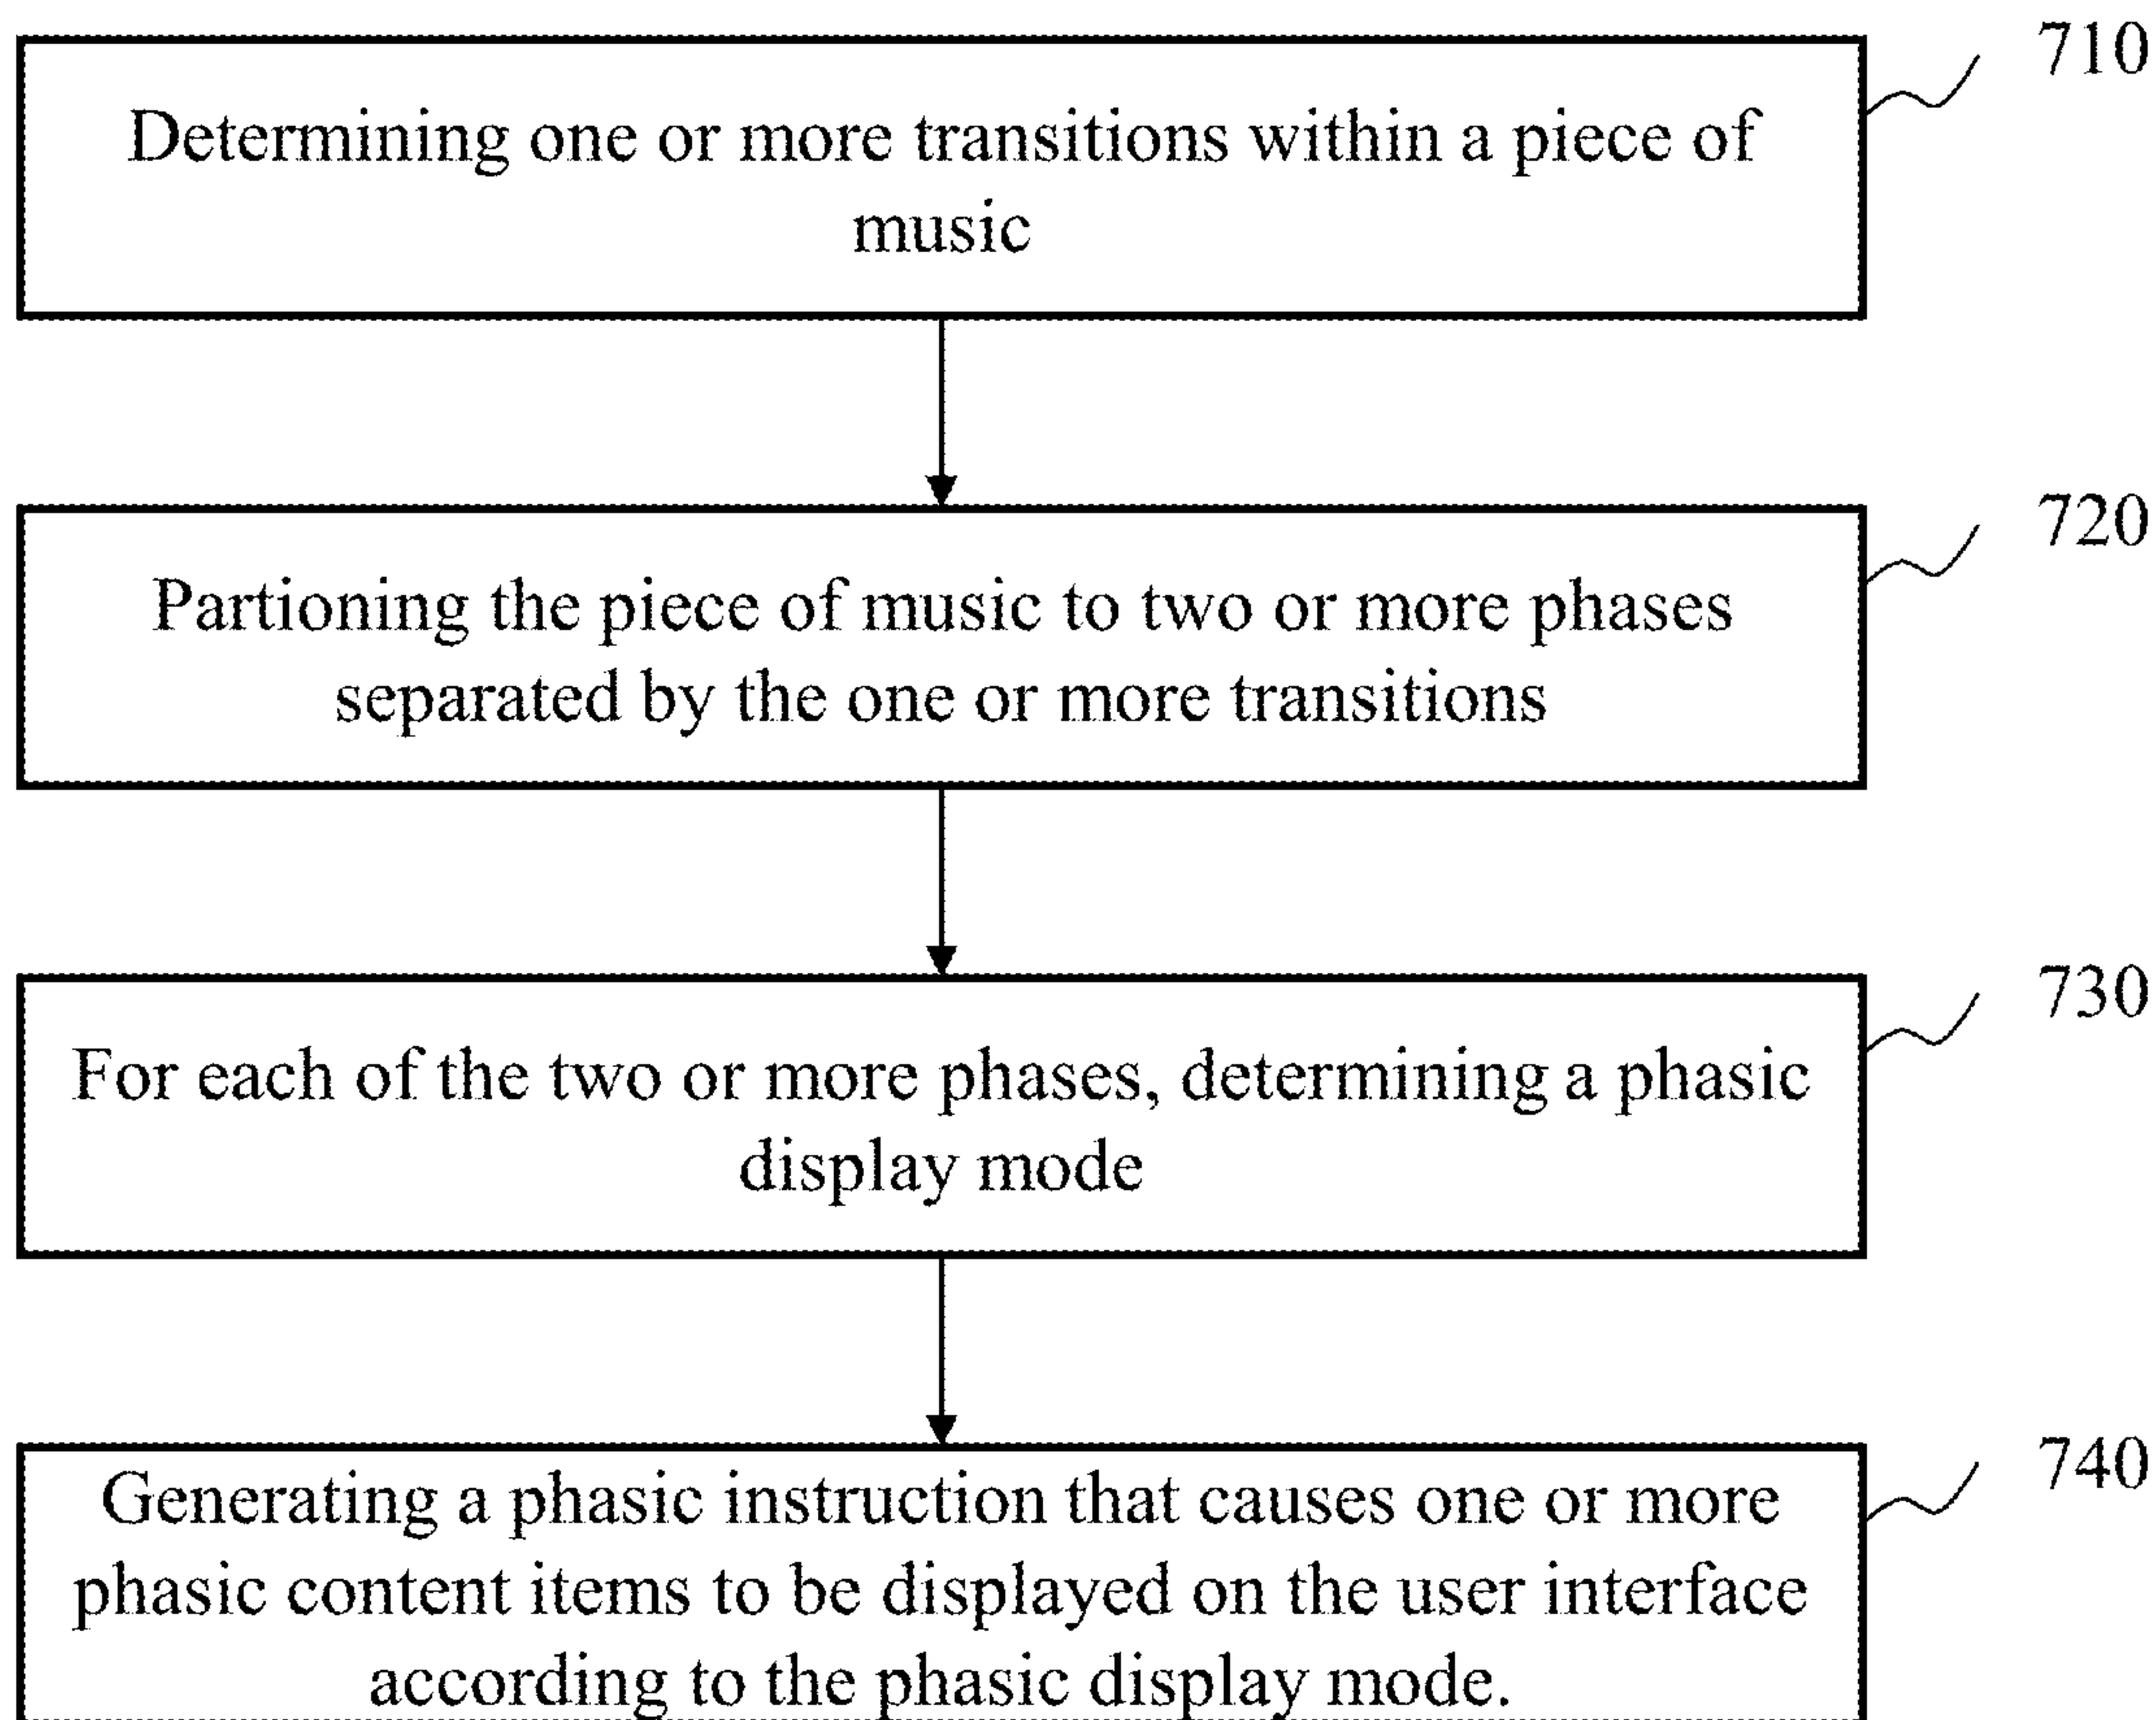 710
Determining one or more transitions within a piece of
music
720
Partioning the piece of music to two or more phases
separated by the one or more transitions
730
For each of the two or more phases, determining a phasic
display mode
740
Generating a phasic instruction that causes one or more
phasic content items to be displayed on the user interface
according to the phasic display mode.